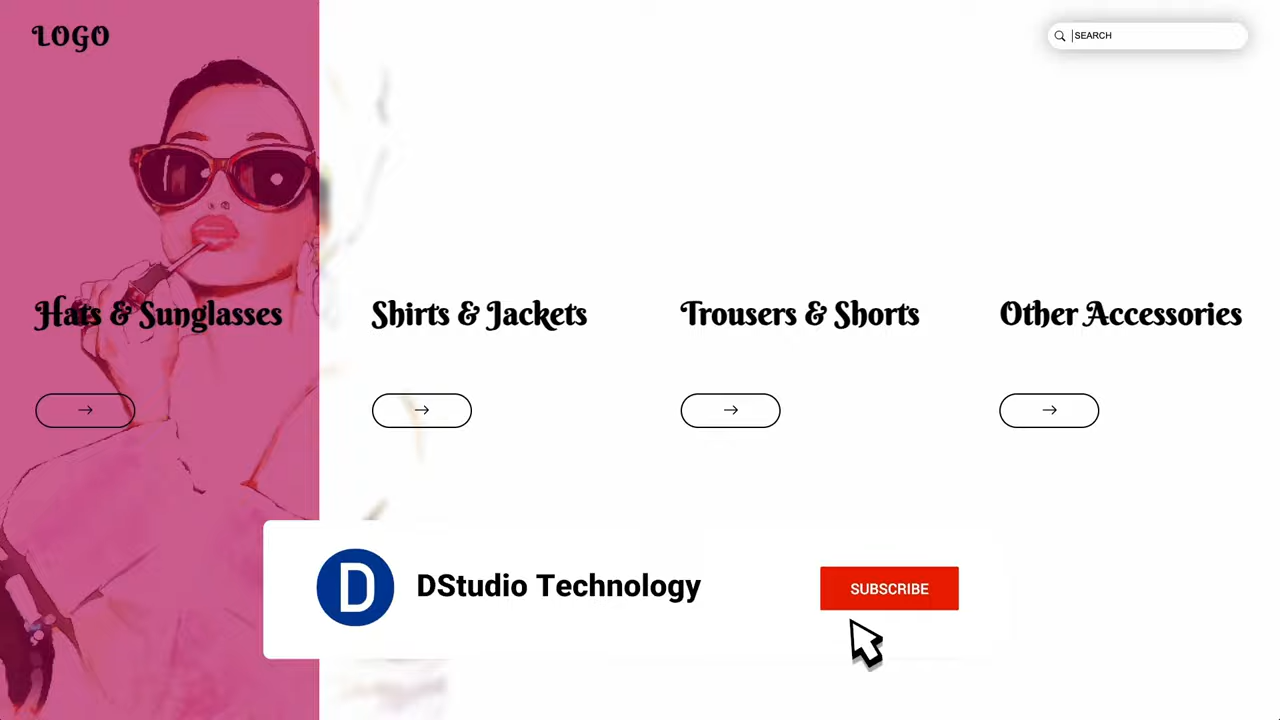 LOGO
SEARCH
Hats & Sunglasses
Shirts & Jackets
Trousers & Shorts
Other Accessories
D
DStudio Technology
SUBSCRIBE